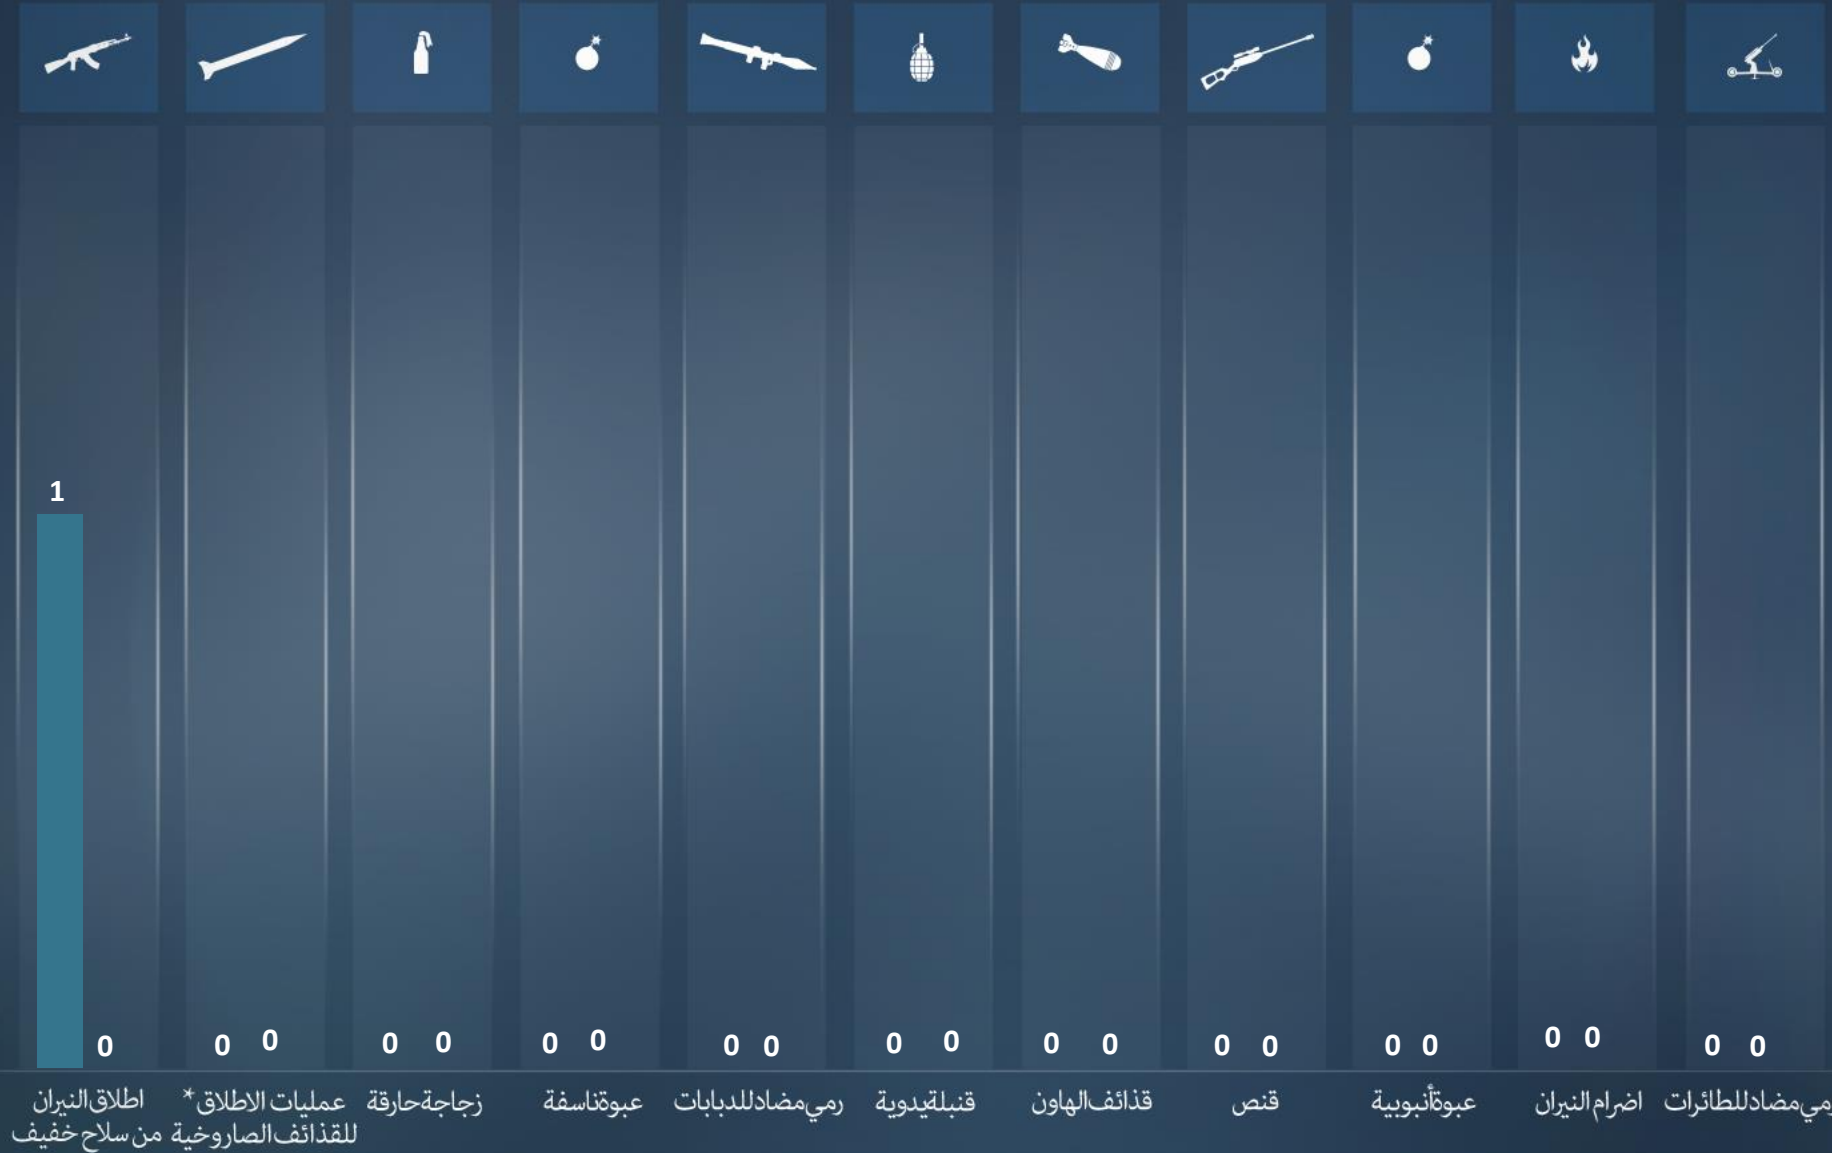 1
0
0 0
0 0
0 0
0 0
0 0
0 0
0 0
0 0
0 0
0 0
اطلاق النيران
من سلاح خفيف
عمليات الاطلاق *
للقذائف الصاروخية
زجاجة حارقة
عبوة ناسفة
رمي مضاد للدبابات
قنبلة يدوية
قذائف الهاون
قنص
عبوة أنبوبية
اضرام النيران
رمي مضاد للطائرات